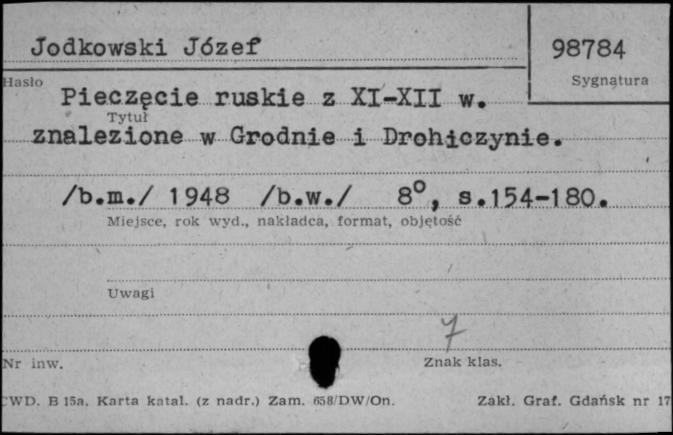 Jodkowski Józef
98784
Hasło
Sygnatura
Pieczęcie ruskie z XI-XII w.
Tytuł
znalezione w Grodnie i Drohiczynie.
/b.m./ 1948 /b.w./ 8°, s.154-180.
Miejsce, rok wyd., nakładca, format, objętość
Uwagi
7
Nr inw.
Znak klas.
CWD. B 15a. Karta katal. (z nadr.) Zam. 658/DW/On.
Zakł. Graf. Gdańsk nr 17